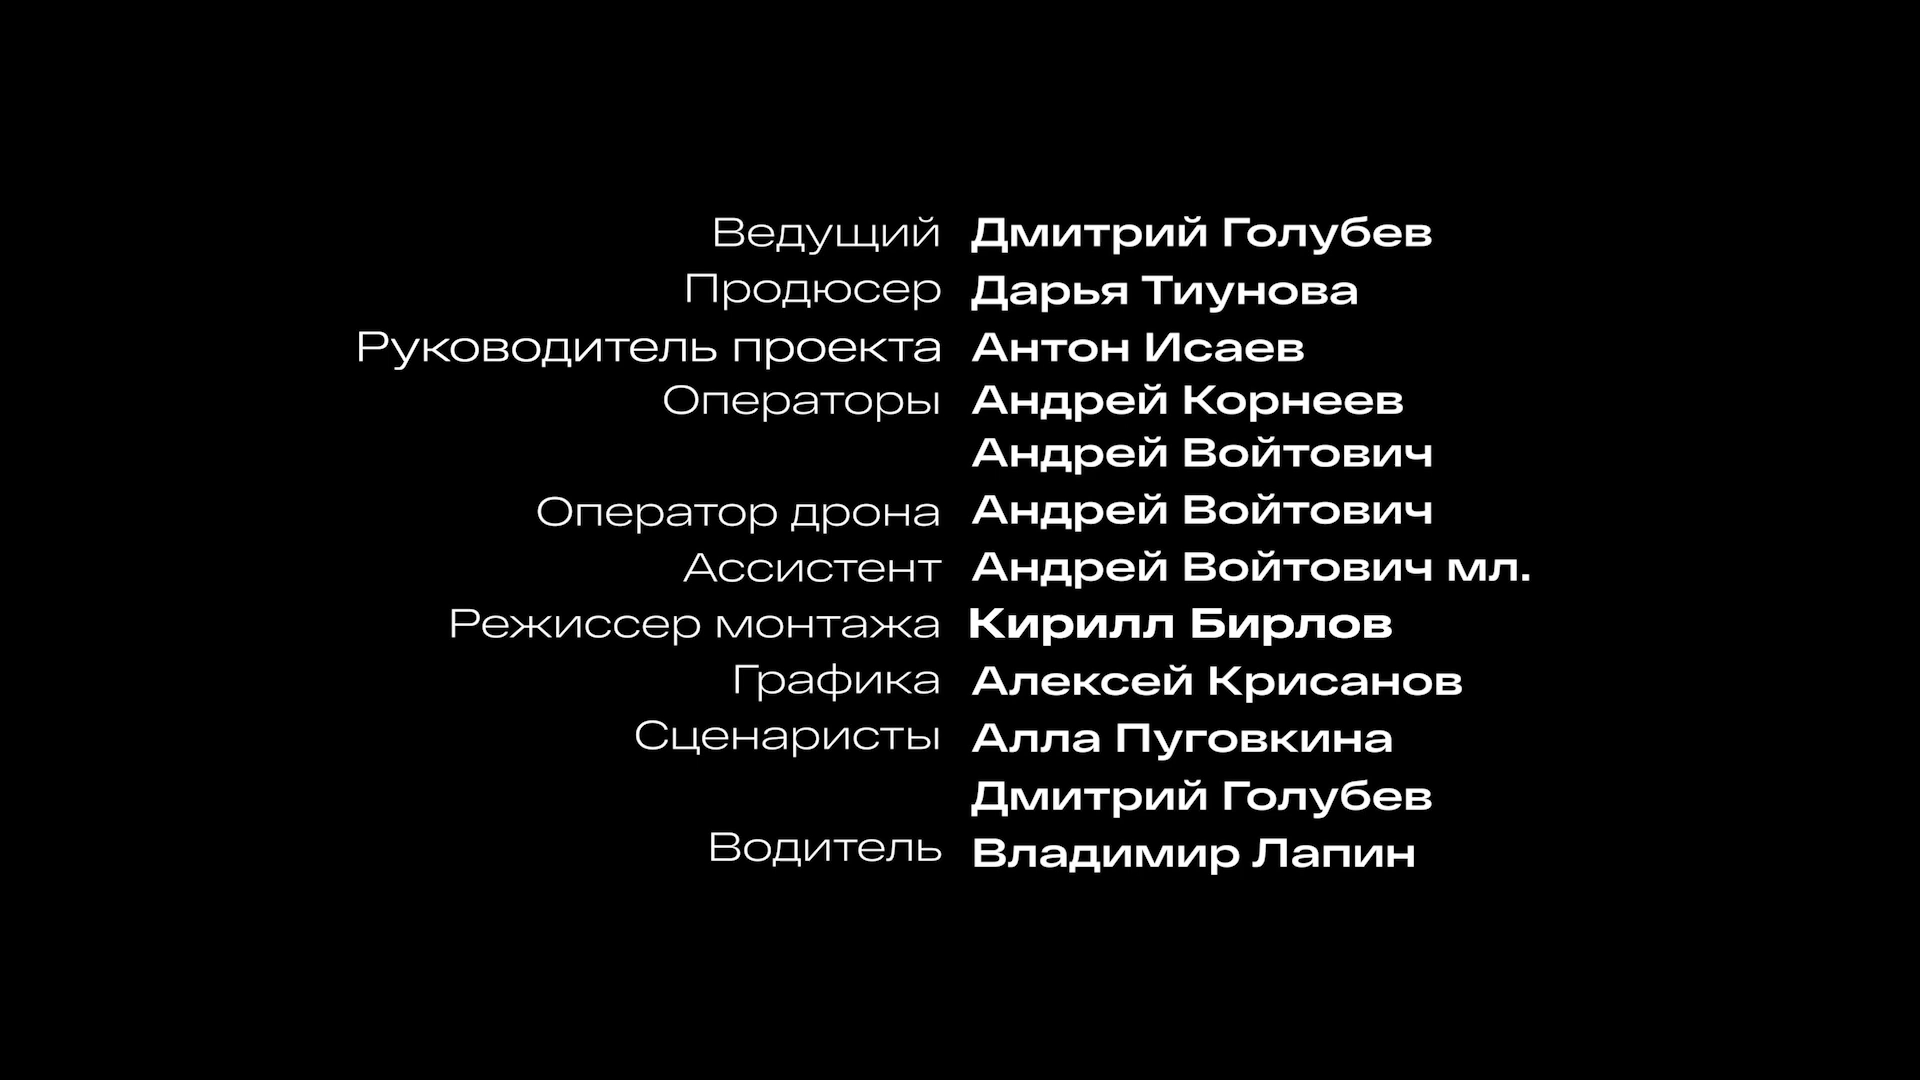 Ведущий Дмитрий Голубев
Продюсер Дарья Тиунова
Руководитель проекта Антон Исаев
Операторы Андрей Корнеев
Андрей Войтович
Оператор дрона Андрей Войтович
Ассистент Андрей Войтович мл.
Режиссер монтажа Кирилл Бирлов
Графика Алексей Крисанов
Сценаристы Алла Пуговкина
Дмитрий Голубев
Водитель Владимир Лапин